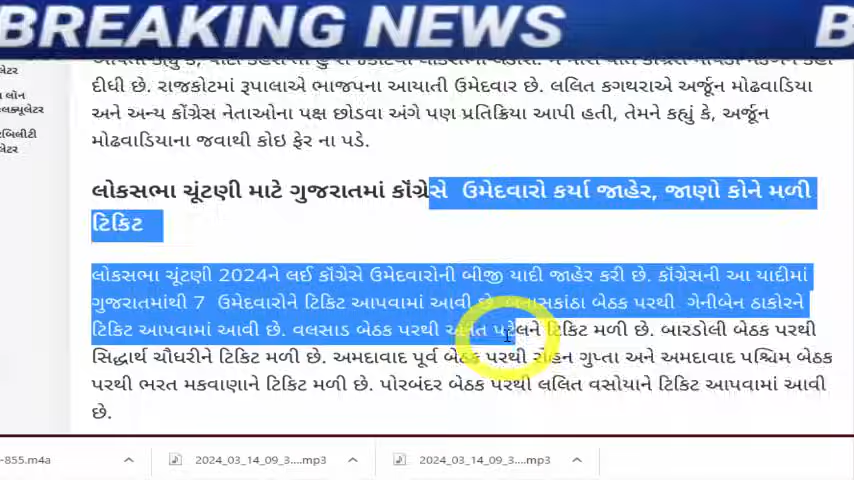 BREAKING NEWS
B
દીધી છે. રાજકોટમાં રૂપાલાએ ભાજપના આયાતી ઉમેદવાર છે. લલિત કગથરાએ અર્જૂન મોઢવાડિયા
અને અન્ય કોંગ્રેસ નેતાઓના પક્ષ છોડવા અંગે પણ પ્રતિક્રિયા આપી હતી, તેમને કહ્યું કે, અર્જૂન
મોઢવાડિયાના જવાથી કોઇ ફેર ના પડે.
લોકસભા ચૂંટણી માટે ગુજરાતમાં કૉંગ્રેસે ઉમેદવારો કર્યા જાહેર, જાણો કોને મળી
ટિકિટ
લોકસભા ચૂંટણી 2024ને લઈ કૉંગ્રેસે ઉમેદવારોની બીજી યાદી જાહેર કરી છે. કૉંગ્રેસની આ યાદીમાં
ગુજરાતમાંથી 7 ઉમેદવારોને ટિકિટ આપવામાં આવી છે. બનાસકાંઠા બેઠક પરથી ગેનીબેન ઠાકોરને
ટિકિટ આપવામાં આવી છે. વલસાડ બેઠક પરથી અનંત પટેલને ટિકિટ મળી છે. બારડોલી બેઠક પરથી
સિદ્ધાર્થ ચૌધરીને ટિકિટ મળી છે. અમદાવાદ પૂર્વ બેઠક પરથી રોહન ગુપ્તા અને અમદાવાદ પશ્ચિમ બેઠક
પરથી ભરત મકવાણાને ટિકિટ મળી છે. પોરબંદર બેઠક પરથી લલિત વસોયાને ટિકિટ આપવામાં આવી
છે.
-855.m4a
2024_03_14_09_3....mp3
2024_03_14_09_3....mp3